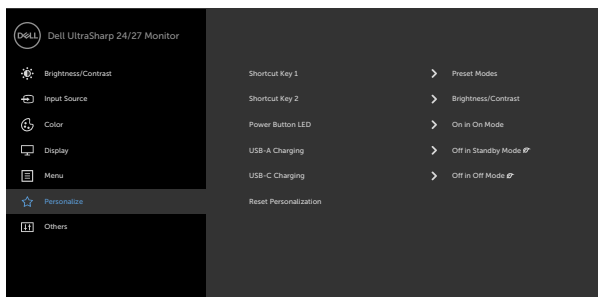 DELL Dell UltraSharp 24/27 Monitor
Brightness/Contrast Shortcut Key 1 Preset Modes
Input Source Shortcut Key 2 Brightness/Contrast
Color Power Button LED On in On Mode
Display USB-A Charging Off in Standby Mode
Menu USB-C Charging Off in Off Mode
Personalize Reset Personalization
Others